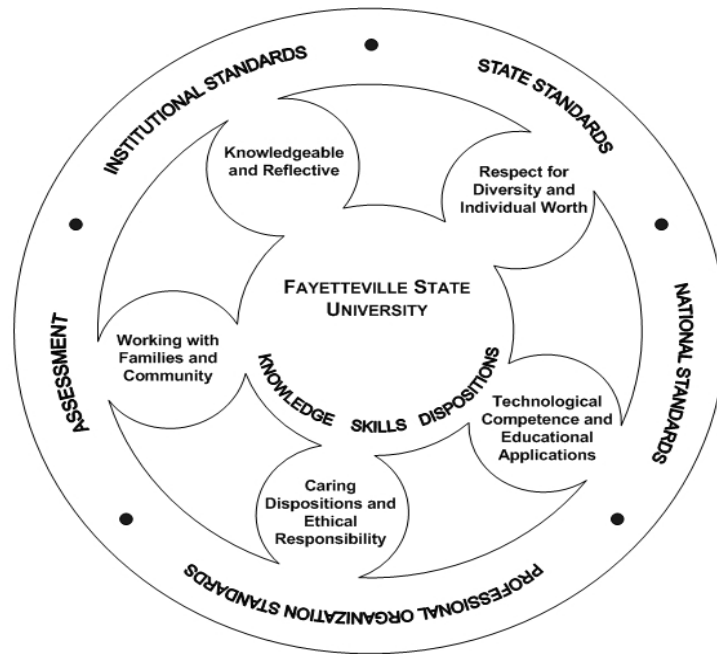 INSTITUTIONAL STANDARDS
STATE STANDARDS
Knowledgeable
and Reflective
Respect for
Diversity and
Individual Worth
FAYETTEVILLE STATE
UNIVERSITY
ASSESSMENT
NATIONAL STANDARDS
Working with
Families and
Community
KNOWLEDGE SKILLS DISPOSITIONS
Technological
Competence and
Educational
Applications
Caring
Dispositions and
Ethical
Responsibility
PROFESSIONAL ORGANIZATION STANDARDS